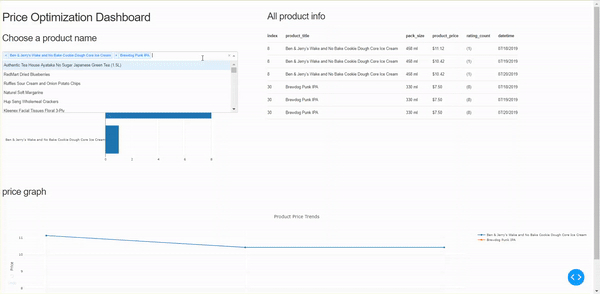 Price Optimization Dashboard
Choose a product name
× Ben & Jerry's Wake and No Bake Cookie Dough Core Ice Cream × Brewdog Punk IPA
Authentic Tea House Ayataka No Sugar Japanese Green Tea (1.5L)
RedMart Dried Blueberries
Ruffles Sour Cream and Onion Potato Chips
Natural Soft Margarine
Hup Seng Wholemeal Crackers
Kleenex Facial Tissues Floral 3-Ply
Ben & Jerry's Wake and No Bake Cookie Dough Core Ice Cream
0 2 4 6 8
All product info
Index product_title pack_size product_price rating_count datetime
8 Ben & Jerry's Wake and No Bake Cookie Dough Core Ice Cream 458 ml $11.12 (1) 07/18/2019
8 Ben & Jerry's Wake and No Bake Cookie Dough Core Ice Cream 458 ml $10.42 (1) 07/19/2019
8 Ben & Jerry's Wake and No Bake Cookie Dough Core Ice Cream 458 ml $10.42 (1) 07/20/2019
30 Brewdog Punk IPA 330 ml $7.50 (8) 07/18/2019
30 Brewdog Punk IPA 330 ml $7.50 (8) 07/19/2019
30 Brewdog Punk IPA 330 ml $7.50 (8) 07/20/2019
price graph
Product Price Trends
Price
11
10
9
8
Ben & Jerry's Wake and No Bake Cookie Dough Core Ice Cream
Brewdog Punk IPA